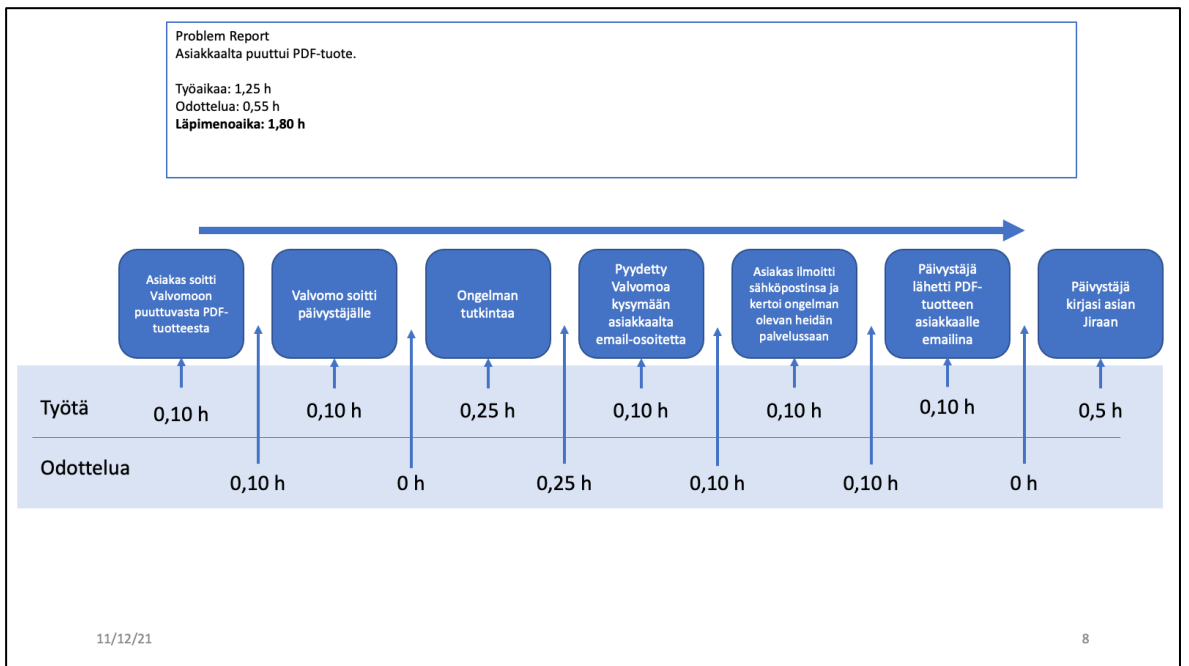 Problem Report
Asiakkaalta puuttui PDF-tuote.
Työaikaa: 1,25 h
Odottelua: 0,55 h
Läpimenoaika: 1,80 h
Asiakas soitti
Valvomoon
puuttuvasta PDF-
tuotteesta
Valvomo soitti
päivystäjälle
Ongelman
tutkintaa
Pyydetty
Valvomoa
kysymään
asiakkaalta
email-osoitetta
Asiakas ilmoitti
sähköpostinsa ja
kertoi ongelman
olevan heidän
palvelussaan
Päivystäjä
lähetti PDF-
tuotteen
asiakkaalle
emailina
Päivystäjä
kirjasi asian
Jiraan
Työtä 0,10 h 0,10 h 0,25 h 0,10 h 0,10 h 0,10 h 0,5 h
Odottelua 0,10 h 0 h 0,25 h 0,10 h 0,10 h 0 h
11/12/21 8